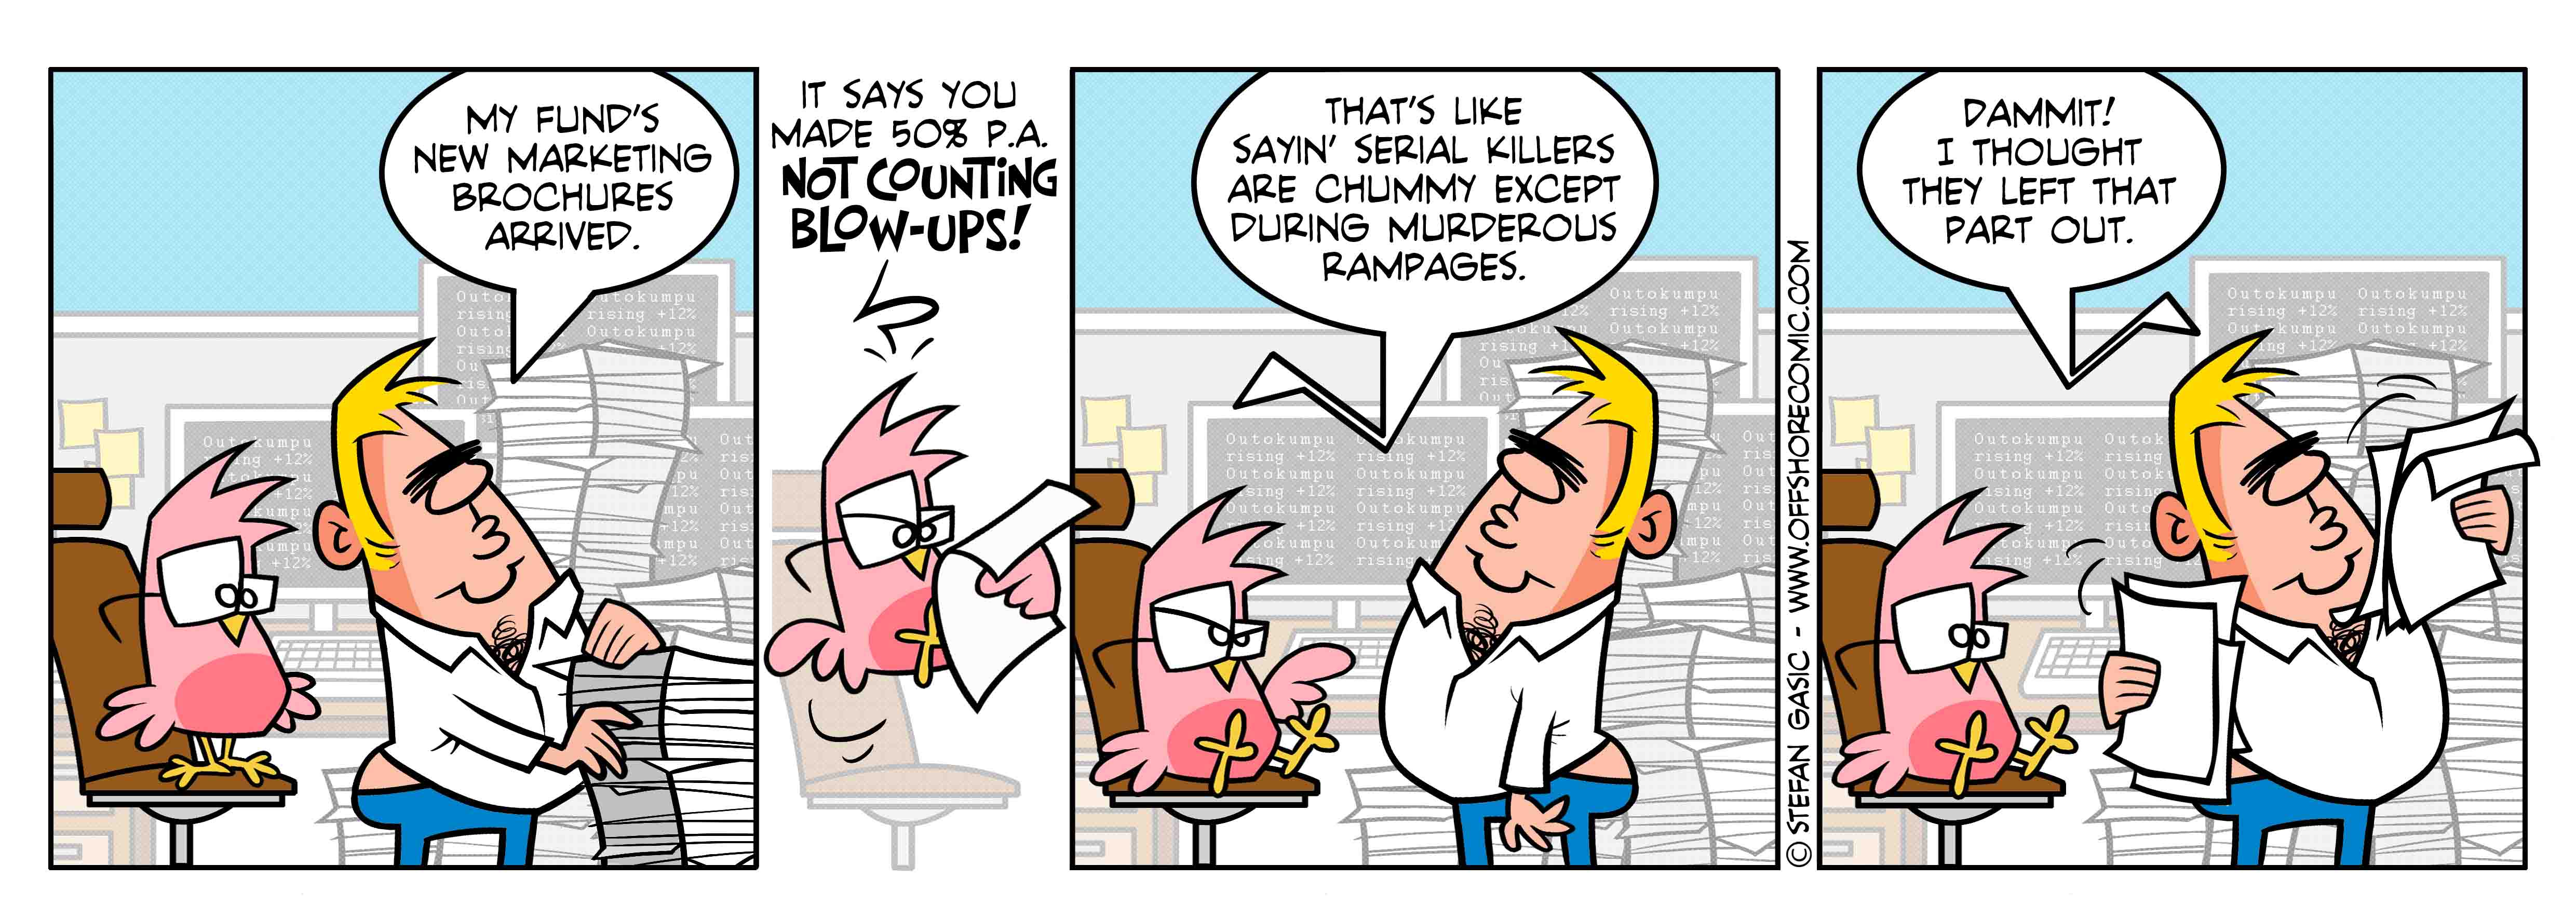 MY FUND'S
NEW MARKETING
BROCHURES
ARRIVED.
IT SAYS YOU
MADE 50% P.A.
NOT COUNTING
BLOW-UPS!
THAT'S LIKE
SAYIN' SERIAL KILLERS
ARE CHUMMY EXCEPT
DURING MURDEROUS
RAMPAGES.
DAMMIT!
I THOUGHT
THEY LEFT THAT
PART OUT.
© STEFAN GASIC - WWW.OFFSHORECOMIC.COM
Outokumpu
rising +12%
Outokumpu
Outokumpu Outokumpu
rising +12% rising +12%
Outokumpu Outokumpu